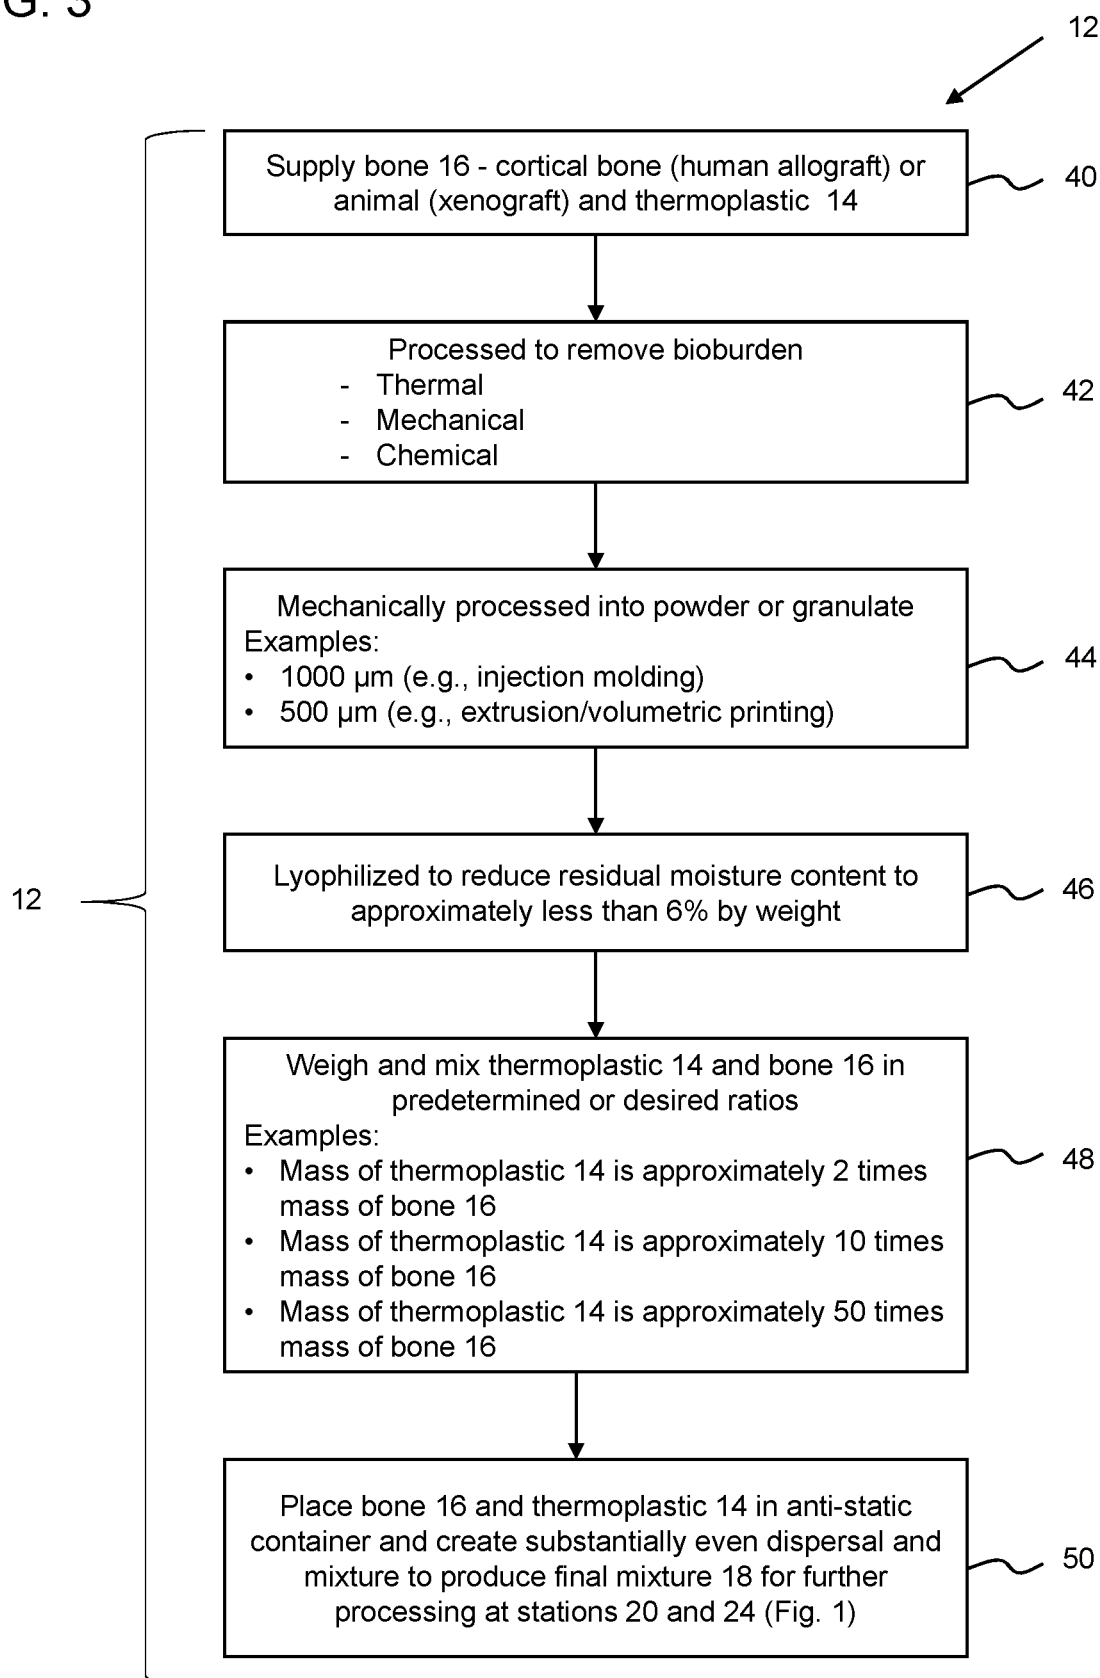 G. 3
12
Supply bone 16 - cortical bone (human allograft) or
animal (xenograft) and thermoplastic 14
40
Processed to remove bioburden
- Thermal
- Mechanical
- Chemical
42
Mechanically processed into powder or granulate
Examples:
• 1000 µm (e.g., injection molding)
• 500 µm (e.g., extrusion/volumetric printing)
44
12
Lyophilized to reduce residual moisture content to
approximately less than 6% by weight
46
Weigh and mix thermoplastic 14 and bone 16 in
predetermined or desired ratios
Examples:
• Mass of thermoplastic 14 is approximately 2 times
mass of bone 16
• Mass of thermoplastic 14 is approximately 10 times
mass of bone 16
• Mass of thermoplastic 14 is approximately 50 times
mass of bone 16
48
Place bone 16 and thermoplastic 14 in anti-static
container and create substantially even dispersal and
mixture to produce final mixture 18 for further
processing at stations 20 and 24 (Fig. 1)
50